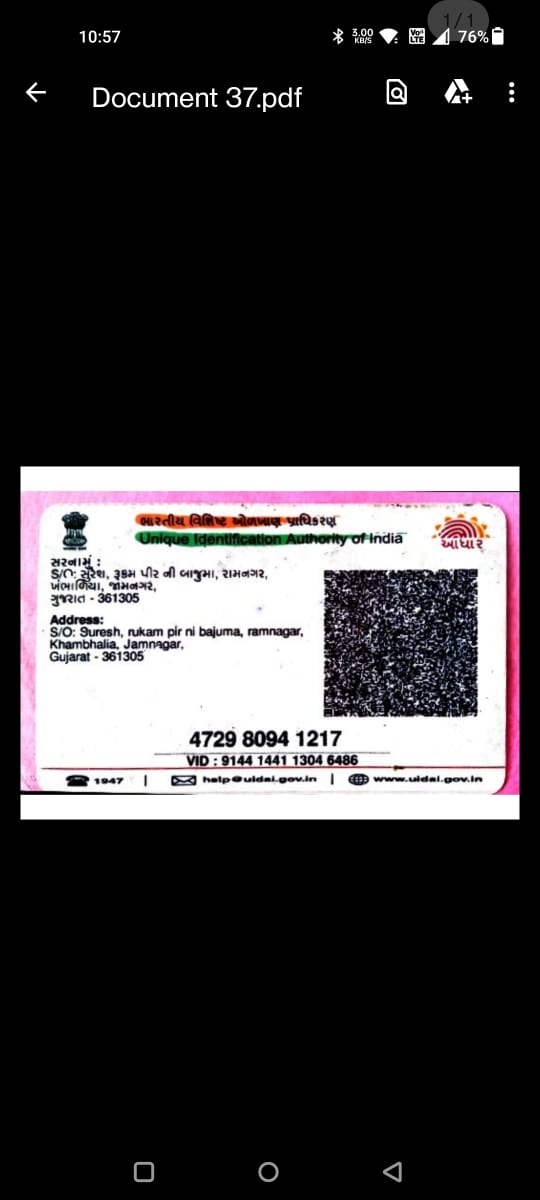 10:57
3.00 KB/S
Vo LTE
76%
1/1
Document 37.pdf
ભારતીય વિશિષ્ટ ઓળખાણ પ્રાધિકરણ
Unique Identification Authority of India
આધાર
સરનામું :
S/O: સુરેશ, રૂકમ પીર ની બાજુમા, રામનગર,
ખંભાળિયા, જામનગર,
ગુજરાત - 361305
Address:
S/O: Suresh, rukam pir ni bajuma, ramnagar,
Khambhalia, Jamnagar,
Gujarat - 361305
4729 8094 1217
VID : 9144 1441 1304 6486
1947 | help@uidai.gov.in | www.uidai.gov.in